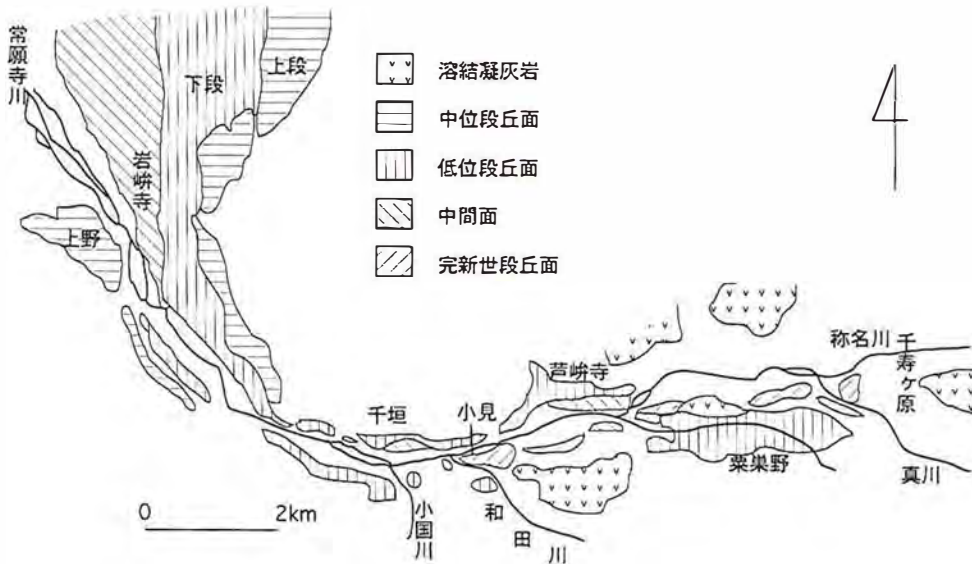 常願寺川
岩峅寺
下段
上段
上野
溶結凝灰岩
中位段丘面
低位段丘面
中間面
完新世段丘面
称名川
千寿ヶ原
芦峅寺
千垣
小見
粟巣野
真川
小国川
和田川
0
2km